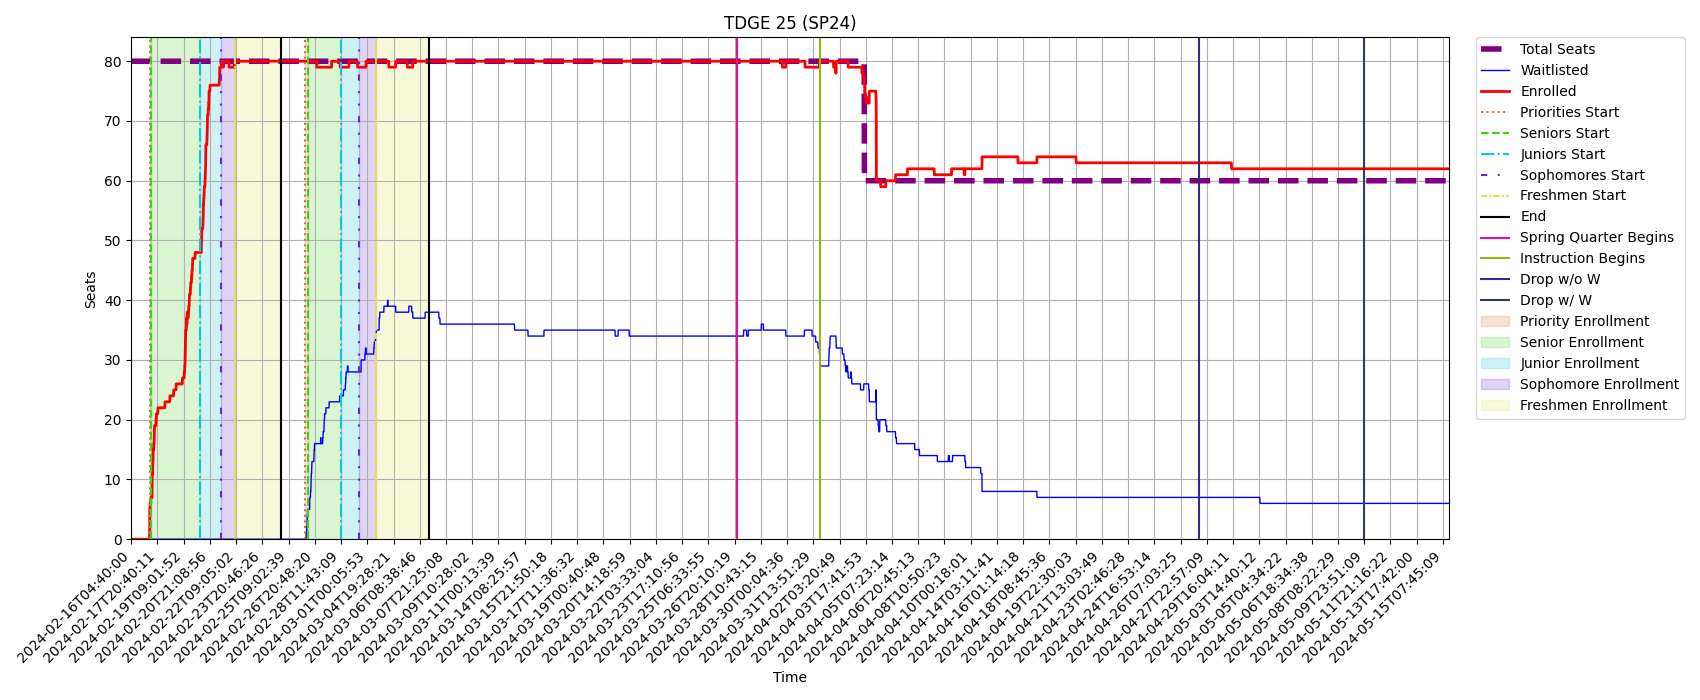 TDGE 25 (SP24)
Seats
80
70
60
50
40
30
20
10
0
2024-02-16T04:40:00
2024-02-17T20:40:11
2024-02-19T09:01:52
2024-02-20T21:08:56
2024-02-22T09:05:02
2024-02-23T20:46:28
2024-02-25T09:02:39
2024-02-26T20:48:20
2024-02-28T11:43:09
2024-03-01T00:05:53
2024-03-04T19:28:21
2024-03-06T08:38:46
2024-03-07T21:25:08
2024-03-11T00:28:02
2024-03-12T10:13:39
2024-03-14T08:25:57
2024-03-15T21:50:18
2024-03-17T11:36:32
2024-03-19T00:40:48
2024-03-20T14:18:59
2024-03-22T03:33:04
2024-03-23T17:10:56
2024-03-25T06:33:55
2024-03-26T20:10:19
2024-03-28T10:43:15
2024-03-30T00:04:36
2024-03-31T13:51:29
2024-04-02T03:20:49
2024-04-03T17:41:53
2024-04-05T07:23:14
2024-04-06T20:45:13
2024-04-08T10:50:23
2024-04-10T00:18:01
2024-04-14T03:11:41
2024-04-16T01:14:18
2024-04-18T08:45:36
2024-04-19T22:30:03
2024-04-21T13:03:49
2024-04-23T02:46:28
2024-04-24T16:53:14
2024-04-26T07:03:25
2024-04-27T22:57:09
2024-04-29T16:04:11
2024-05-03T14:40:12
2024-05-05T04:34:22
2024-05-06T18:34:38
2024-05-08T08:22:29
2024-05-09T23:51:09
2024-05-11T21:16:22
2024-05-13T17:42:00
2024-05-15T07:45:09
Time
Total Seats
Waitlisted
Enrolled
Priorities Start
Seniors Start
Juniors Start
Sophomores Start
Freshmen Start
End
Spring Quarter Begins
Instruction Begins
Drop w/o W
Drop w/ W
Priority Enrollment
Senior Enrollment
Junior Enrollment
Sophomore Enrollment
Freshmen Enrollment